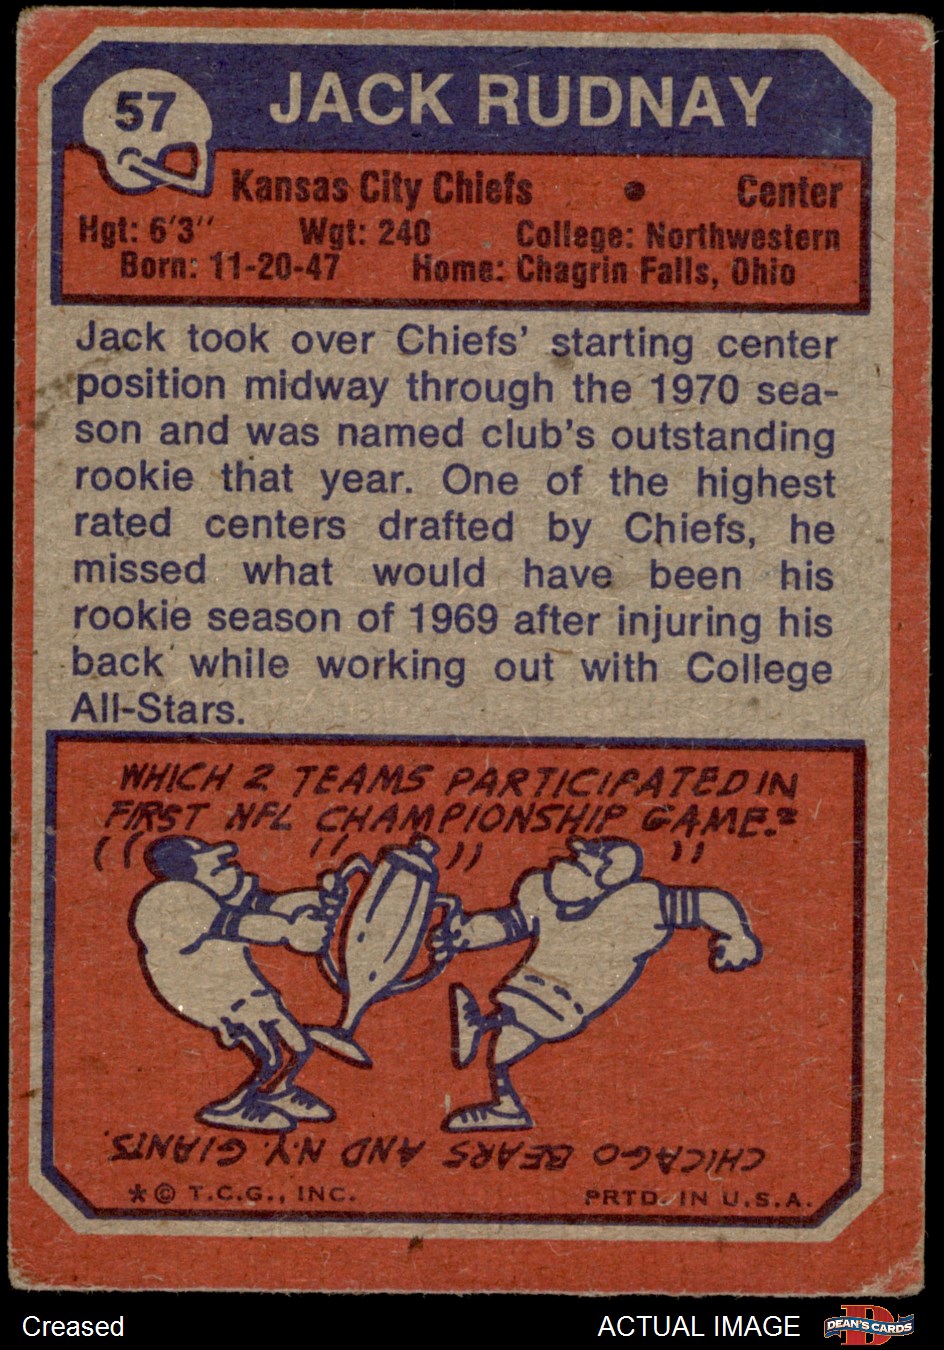 57
JACK RUDNAY
Kansas City Chiefs • Center
Hgt: 6'3'' Wgt: 240 College: Northwestern
Born: 11-20-47 Home: Chagrin Falls, Ohio
Jack took over Chiefs' starting center
position midway through the 1970 sea-
son and was named club's outstanding
rookie that year. One of the highest
rated centers drafted by Chiefs, he
missed what would have been his
rookie season of 1969 after injuring his
back while working out with College
All-Stars.
WHICH 2 TEAMS PARTICIPATED IN
FIRST NFL CHAMPIONSHIP GAME?
CHICAGO BEARS AND N.Y. GIANTS.
* © T.C.G., INC. PRTD. IN U.S.A.
Creased
ACTUAL IMAGE
DEAN'S CARDS